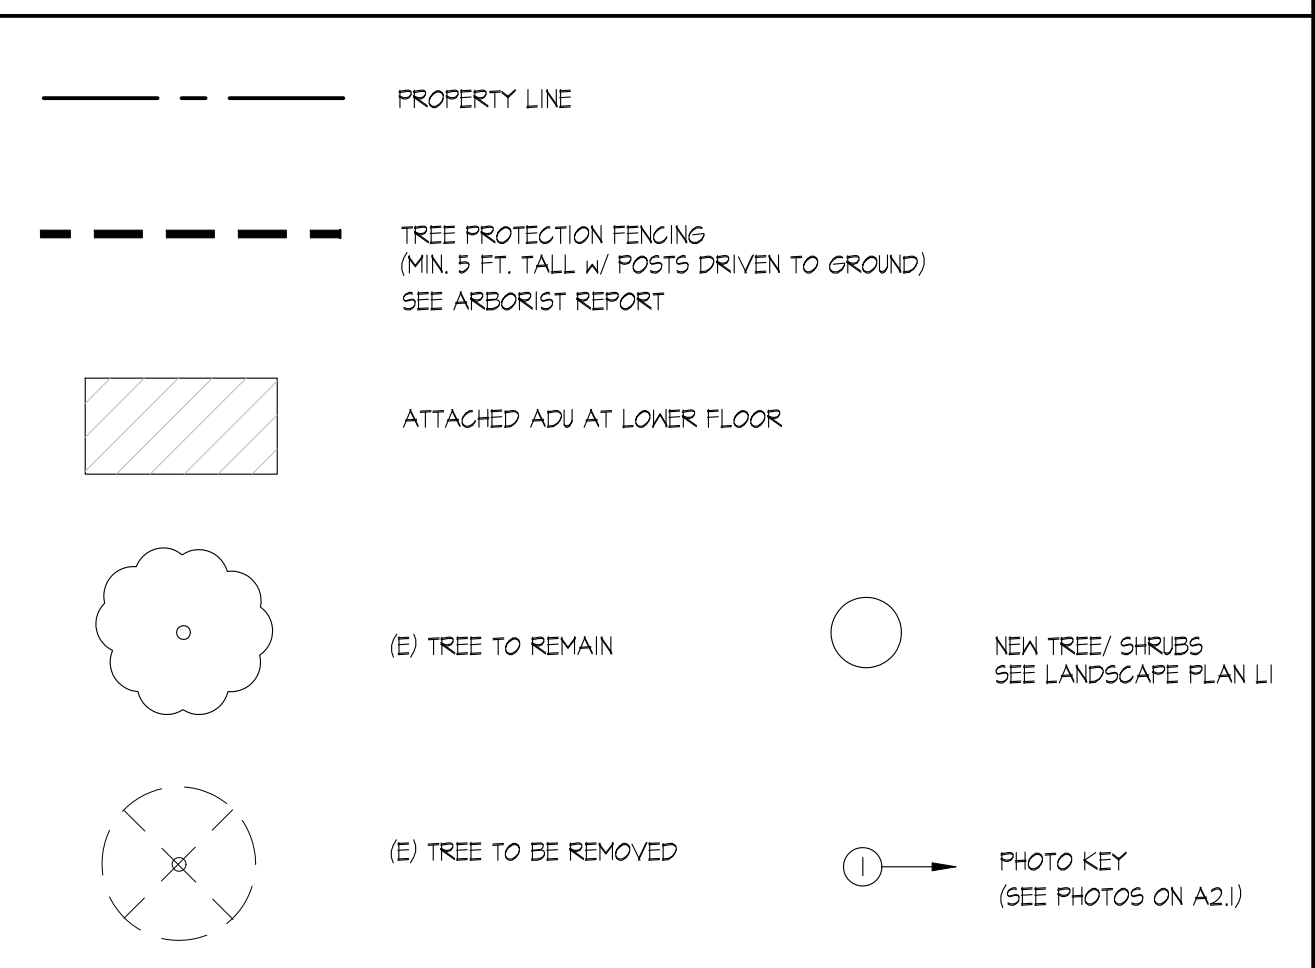 PROPERTY LINE
TREE PROTECTION FENCING
(MIN. 5 FT. TALL W/ POSTS DRIVEN TO GROUND)
SEE ARBORIST REPORT
ATTACHED ADU AT LOWER FLOOR
(E) TREE TO REMAIN
NEW TREE/ SHRUBS
SEE LANDSCAPE PLAN L1
(E) TREE TO BE REMOVED
1
PHOTO KEY
(SEE PHOTOS ON A2.1)